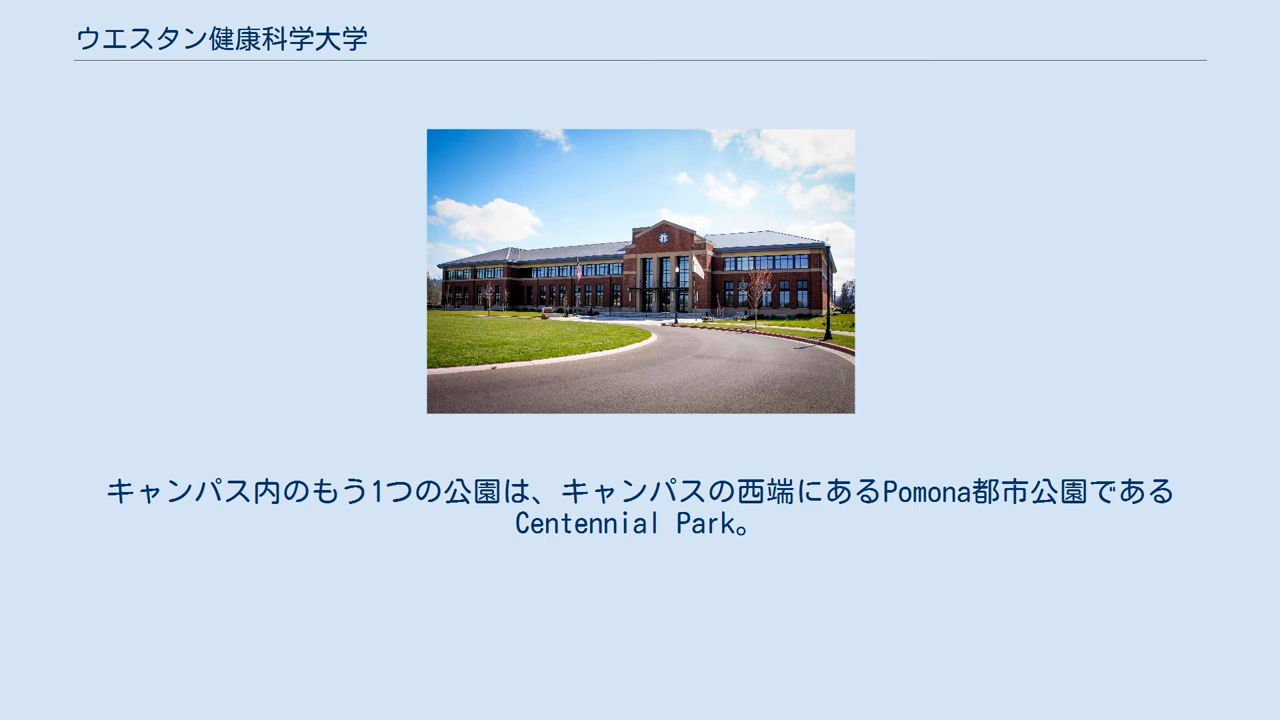 ウエスタン健康科学大学
キャンパス内のもう1つの公園は、キャンパスの西端にあるPomona都市公園である
Centennial Park。